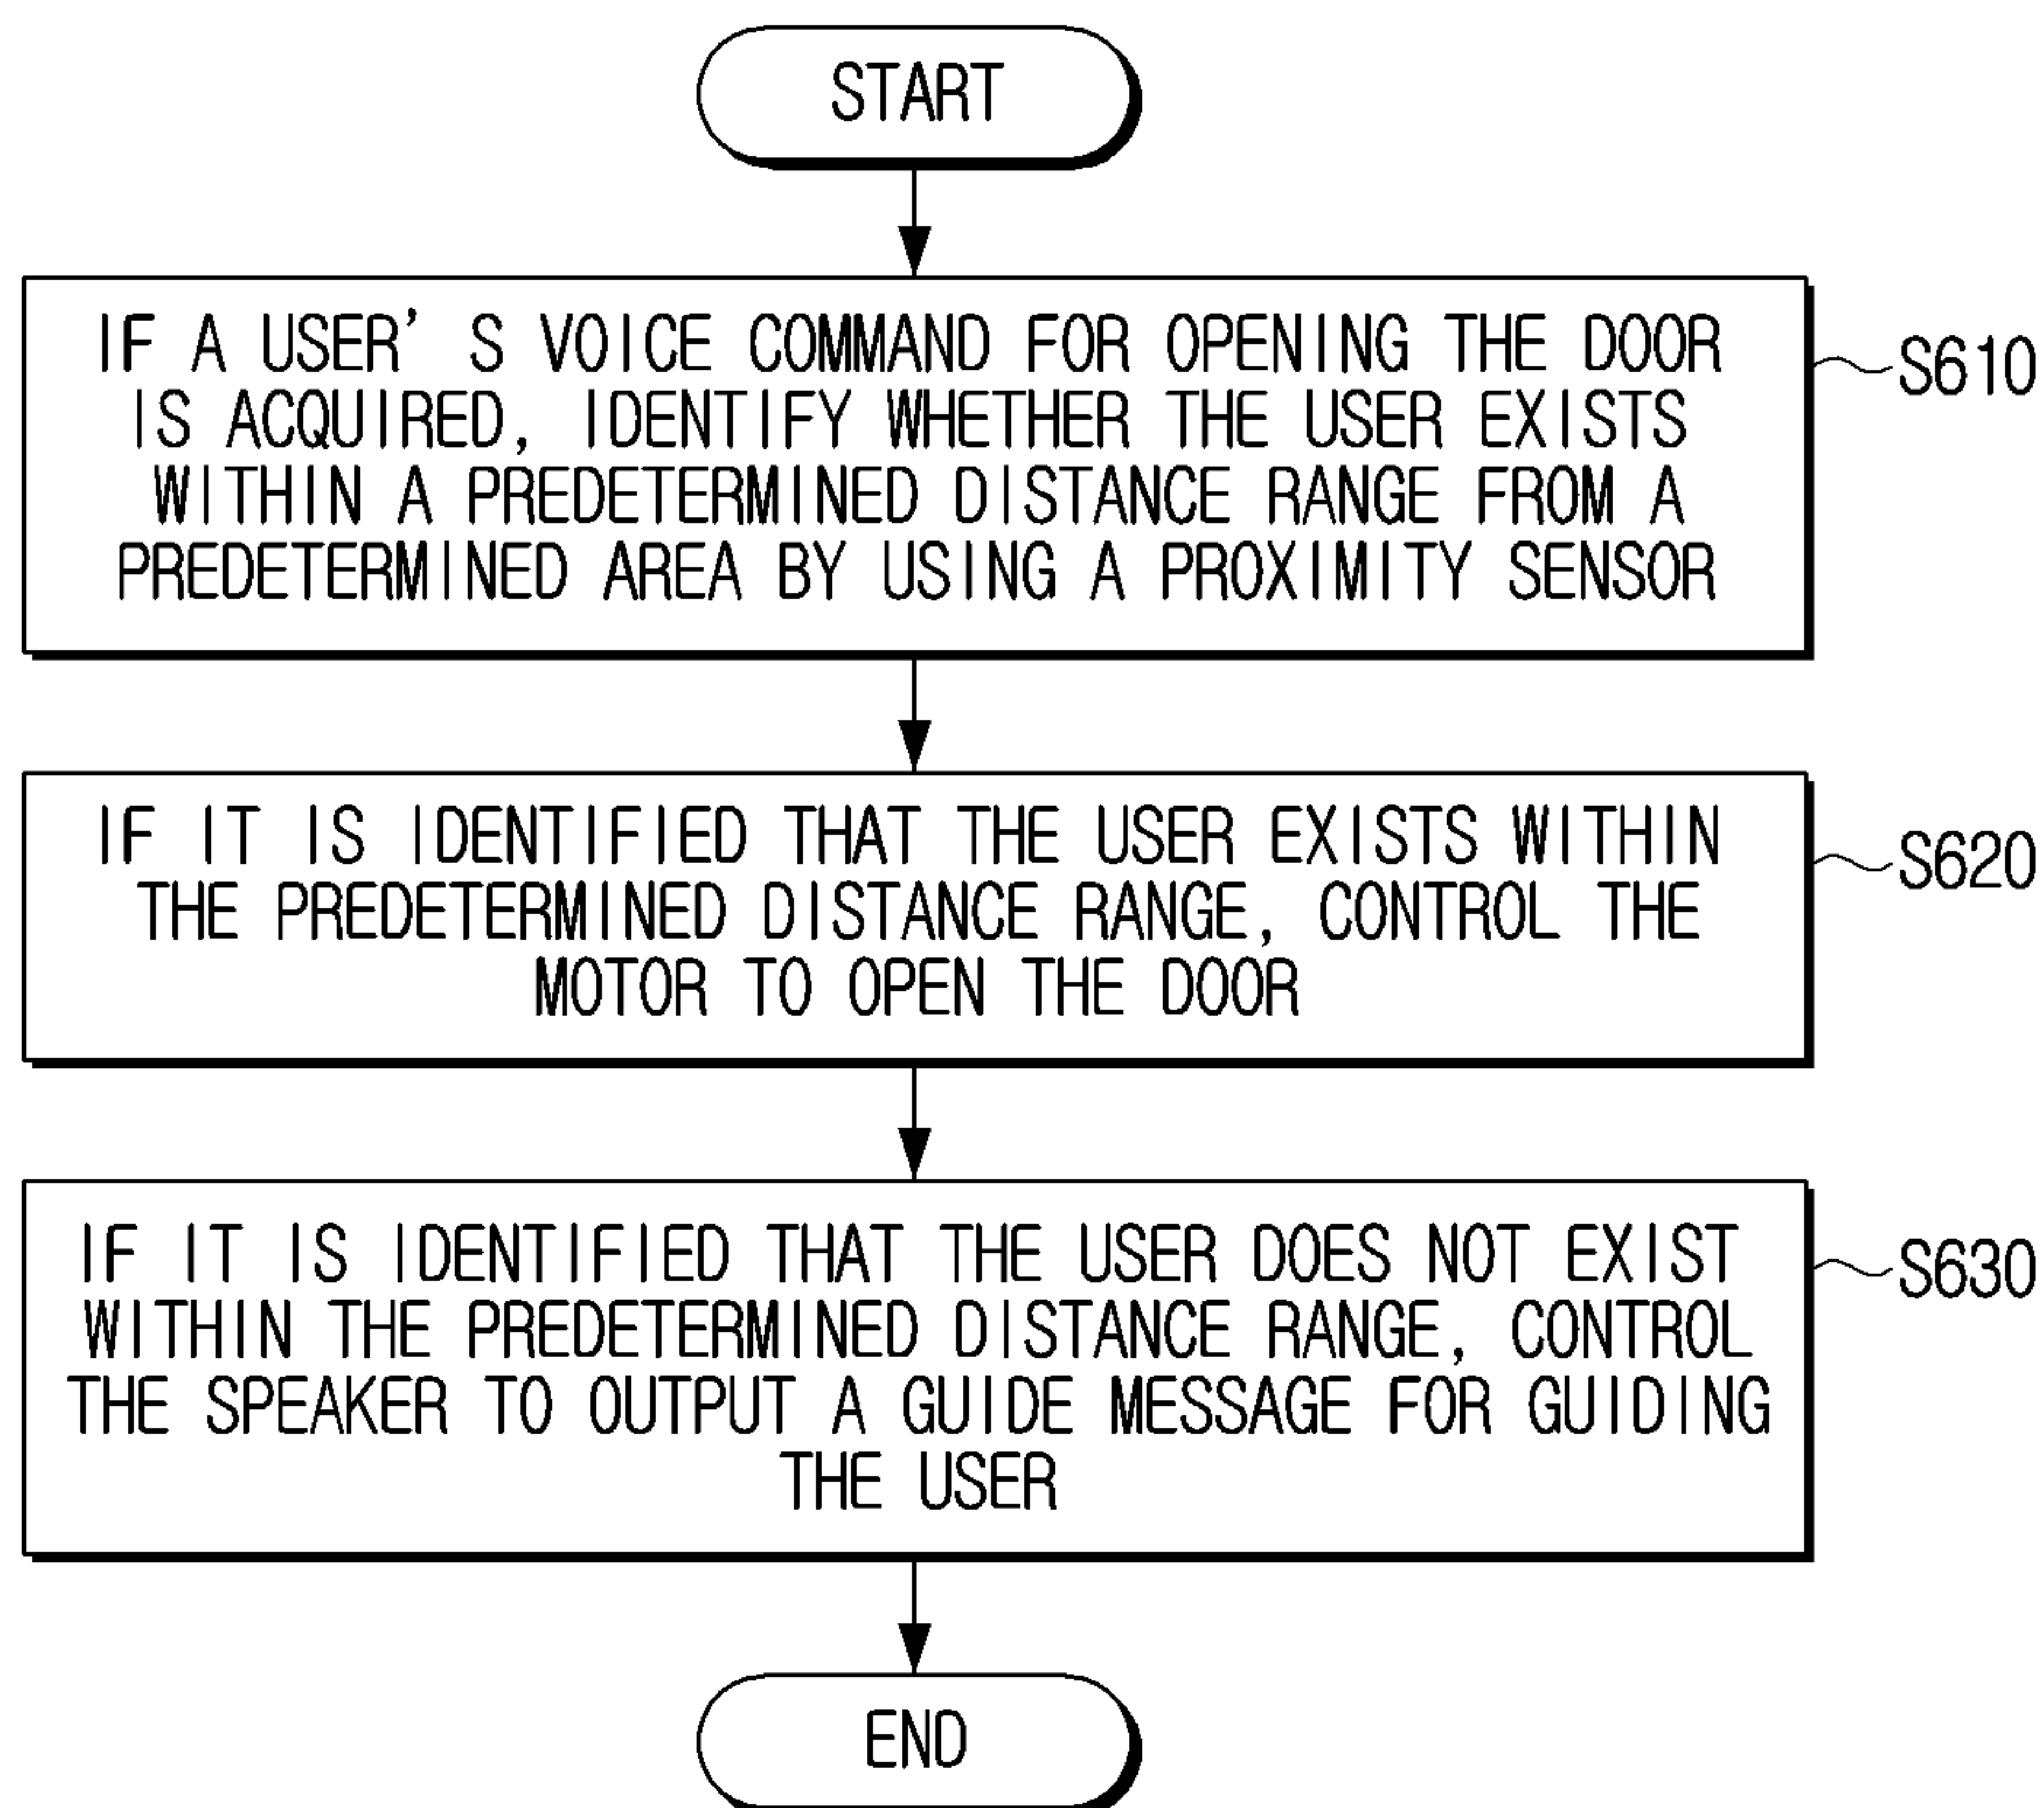 START
IF A USER' S VOICE COMMAND FOR OPENING THE DOOR
IS ACQUIRED, IDENTIFY WHETHER THE USER EXISTS
WITHIN A PREDETERMINED DISTANCE RANGE FROM A
PREDETERMINED AREA BY USING A PROXIMITY SENSOR
S610
IF IT IS IDENTIFIED THAT THE USER EXISTS WITHIN
THE PREDETERMINED DISTANCE RANGE, CONTROL THE
MOTOR TO OPEN THE DOOR
S620
IF IT IS IDENTIFIED THAT THE USER DOES NOT EXIST
WITHIN THE PREDETERMINED DISTANCE RANGE, CONTROL
THE SPEAKER TO OUTPUT A GUIDE MESSAGE FOR GUIDING
THE USER
S630
END